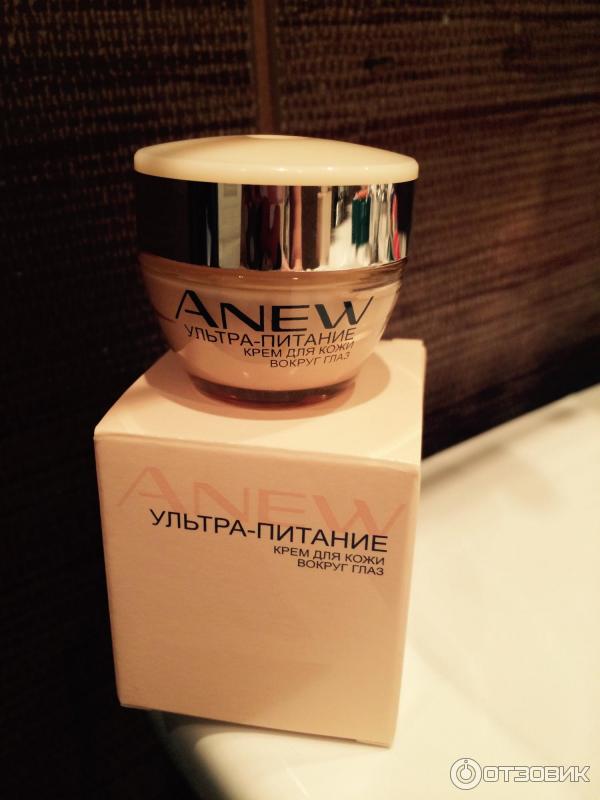 ANEW
УЛЬТРА-ПИТАНИЕ
КРЕМ ДЛЯ КОЖИ
ВОКРУГ ГЛАЗ
ANEW
УЛЬТРА-ПИТАНИЕ
КРЕМ ДЛЯ КОЖИ
ВОКРУГ ГЛАЗ
ОТЗОВИК